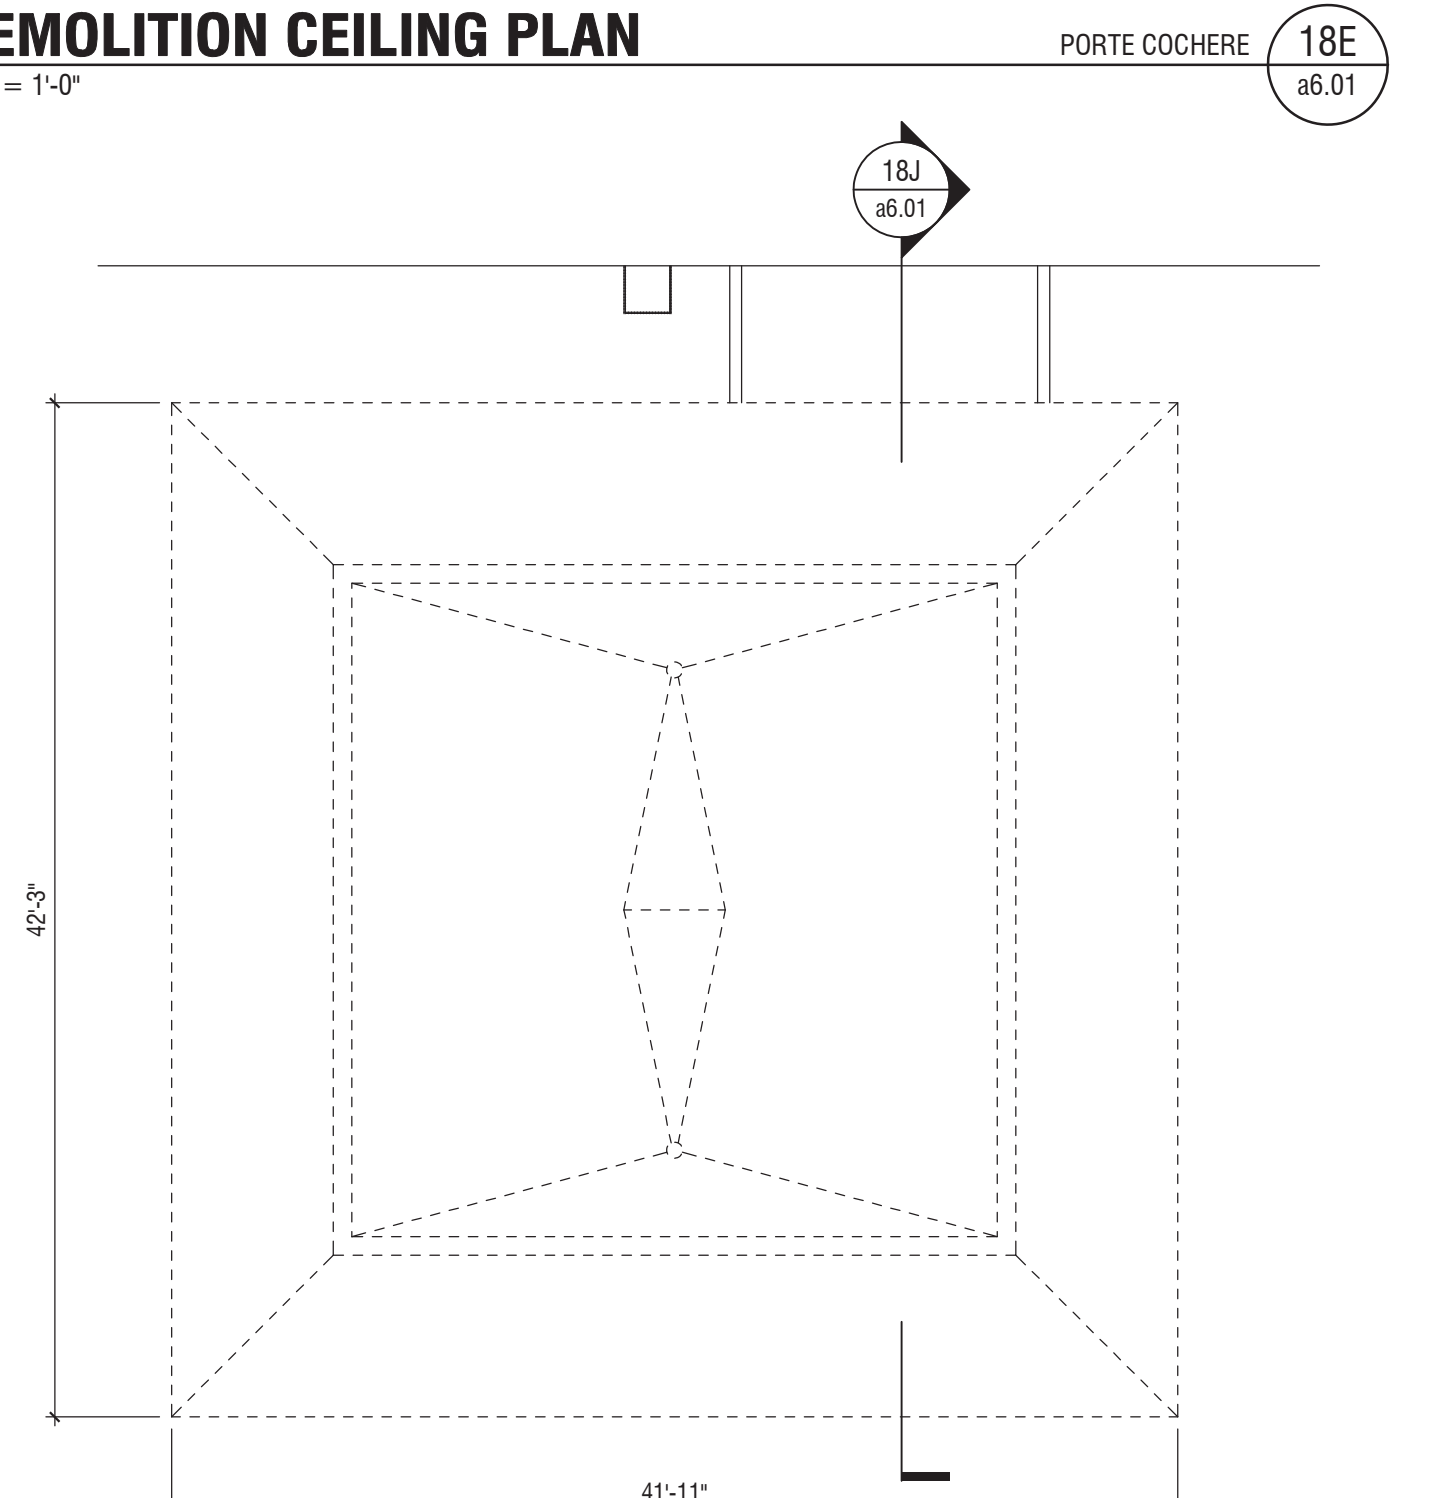 EMOLITION CEILING PLAN
PORTE COCHERE
18E
a6.01
= 1'-0"
18J
a6.01
42'-3"
41'-11"